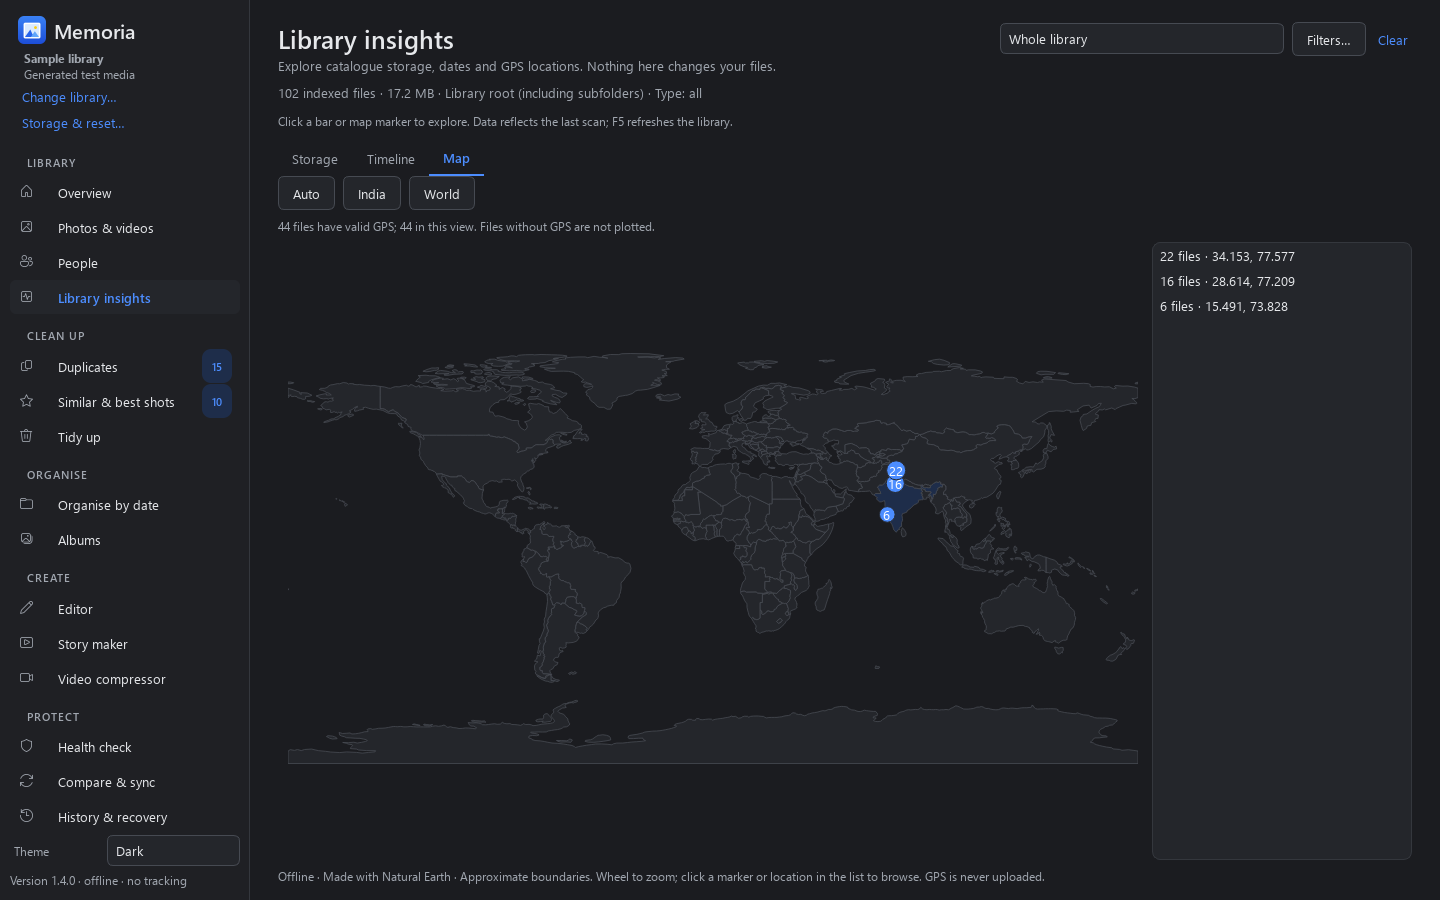 Memoria
Sample library
Generated test media
Change library...
Storage & reset...
LIBRARY
Overview
Photos & videos
People
Library insights
CLEAN UP
Duplicates 15
Similar & best shots 10
Tidy up
ORGANISE
Organise by date
Albums
CREATE
Editor
Story maker
Video compressor
PROTECT
Health check
Compare & sync
History & recovery
Theme Dark
Version 1.4.0 · offline · no tracking
Library insights
Whole library Filters... Clear
Explore catalogue storage, dates and GPS locations. Nothing here changes your files.
102 indexed files · 17.2 MB · Library root (including subfolders) · Type: all
Click a bar or map marker to explore. Data reflects the last scan; F5 refreshes the library.
Storage Timeline Map
Auto India World
44 files have valid GPS; 44 in this view. Files without GPS are not plotted.
22
16
6
22 files · 34.153, 77.577
16 files · 28.614, 77.209
6 files · 15.491, 73.828
Offline · Made with Natural Earth · Approximate boundaries. Wheel to zoom; click a marker or location in the list to browse. GPS is never uploaded.